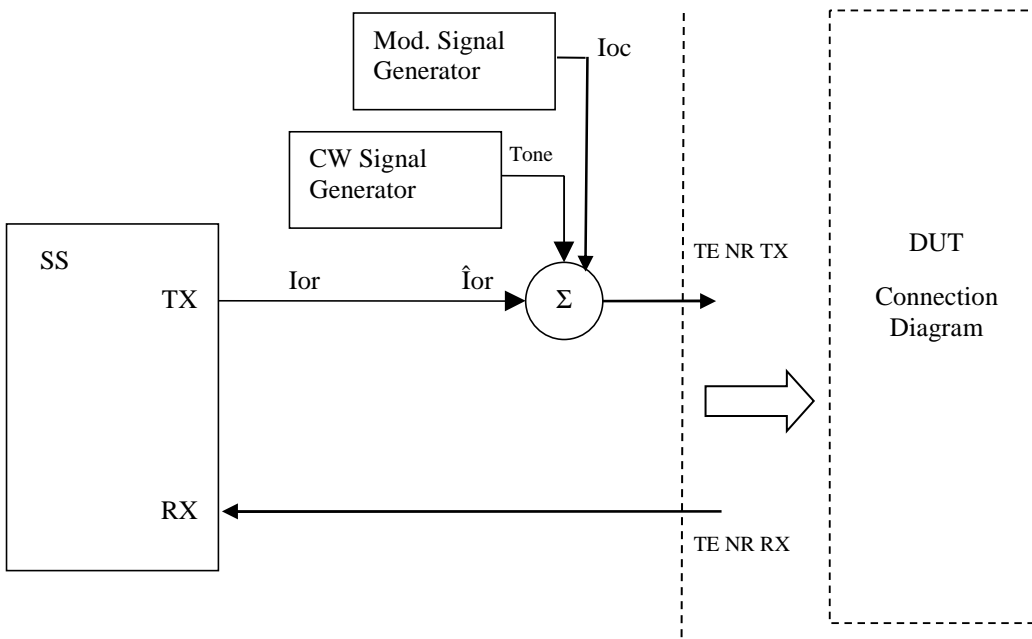 Mod. Signal
Generator
Ioc
CW Signal
Generator
Tone
SS
TX
Ior
Îor
Σ
TE NR TX
DUT
Connection
Diagram
RX
TE NR RX